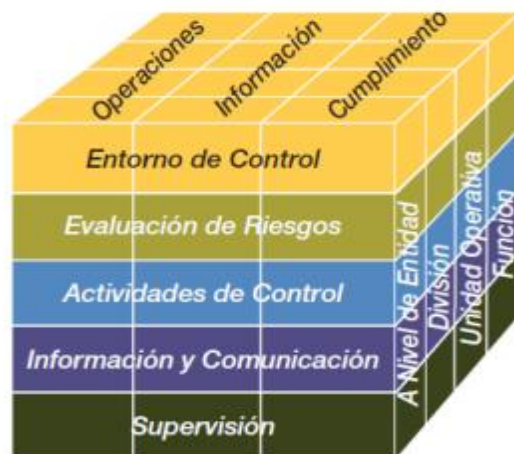 Operaciones
Información
Cumplimiento
Entorno de Control
Evaluación de Riesgos
Actividades de Control
Información y Comunicación
Supervisión
A Nivel de Entidad
División
Unidad Operativa
Función